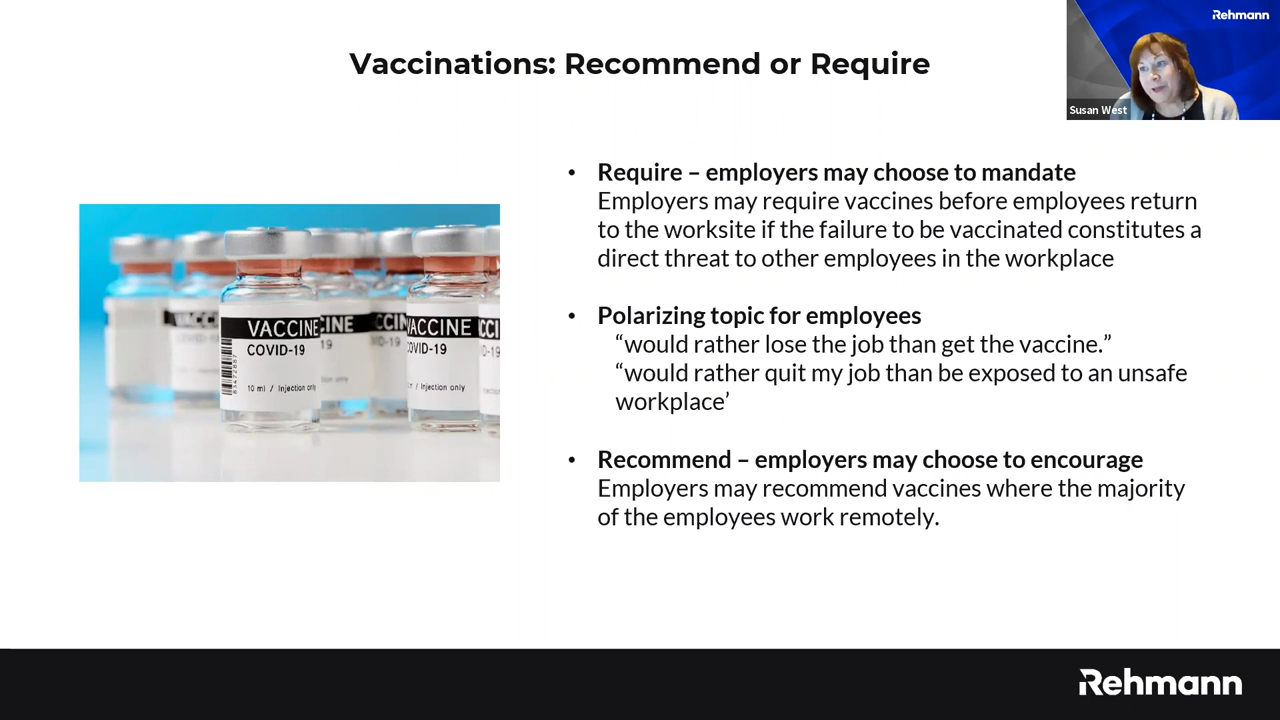 Vaccinations: Recommend or Require
Rehmann
Susan West
• Require – employers may choose to mandate
Employers may require vaccines before employees return
to the worksite if the failure to be vaccinated constitutes a
direct threat to other employees in the workplace
• Polarizing topic for employees
“would rather lose the job than get the vaccine.”
“would rather quit my job than be exposed to an unsafe
workplace’
• Recommend – employers may choose to encourage
Employers may recommend vaccines where the majority
of the employees work remotely.
VACCINE
COVID-19
10 ml / Injection only
VACCINE
COVID-19
Injection only
Rehmann